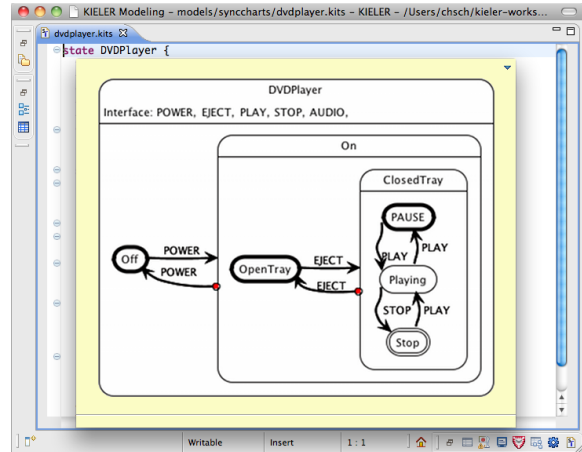 KIELER Modeling - models/synccharts/dvdplayer.kits - KIELER - /Users/chsch/kieler-works...
dvdplayer.kits
state DVDPlayer {
DVDPlayer
Interface: POWER, EJECT, PLAY, STOP, AUDIO,
On
ClosedTray
PAUSE
POWER
PLAY
PLAY
Off
EJECT
POWER
OpenTray
Playing
EJECT
STOP
PLAY
Stop
Writable
Insert
1 : 1